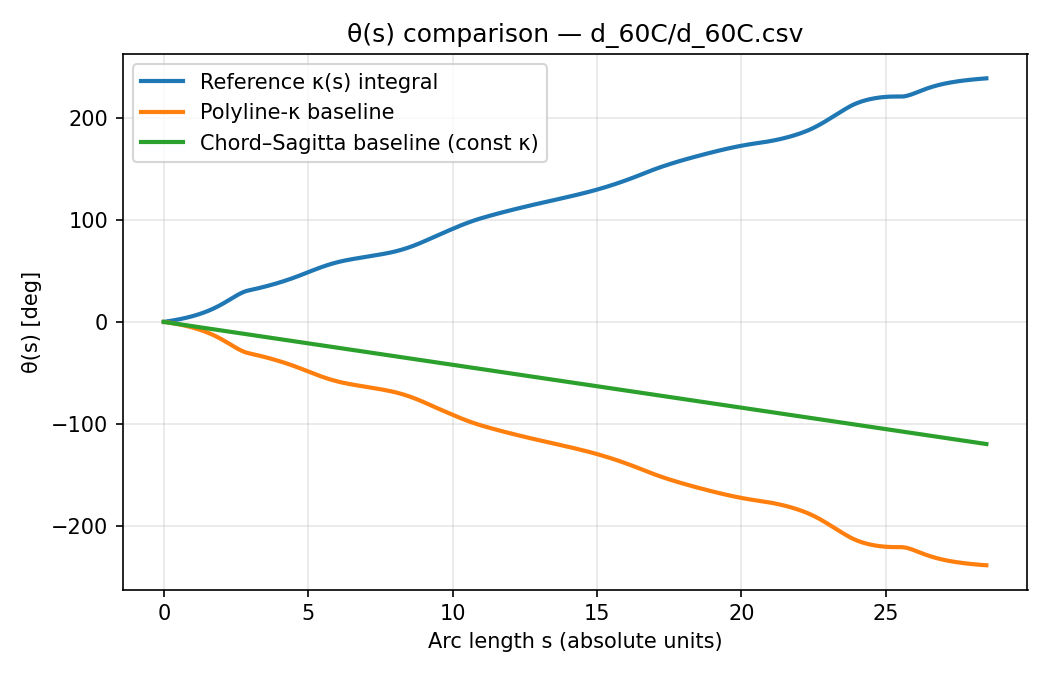 θ(s) comparison — d_60C/d_60C.csv
Reference κ(s) integral
Polyline-κ baseline
Chord–Sagitta baseline (const κ)
θ(s) [deg]
200
100
0
−100
−200
0 5 10 15 20 25
Arc length s (absolute units)